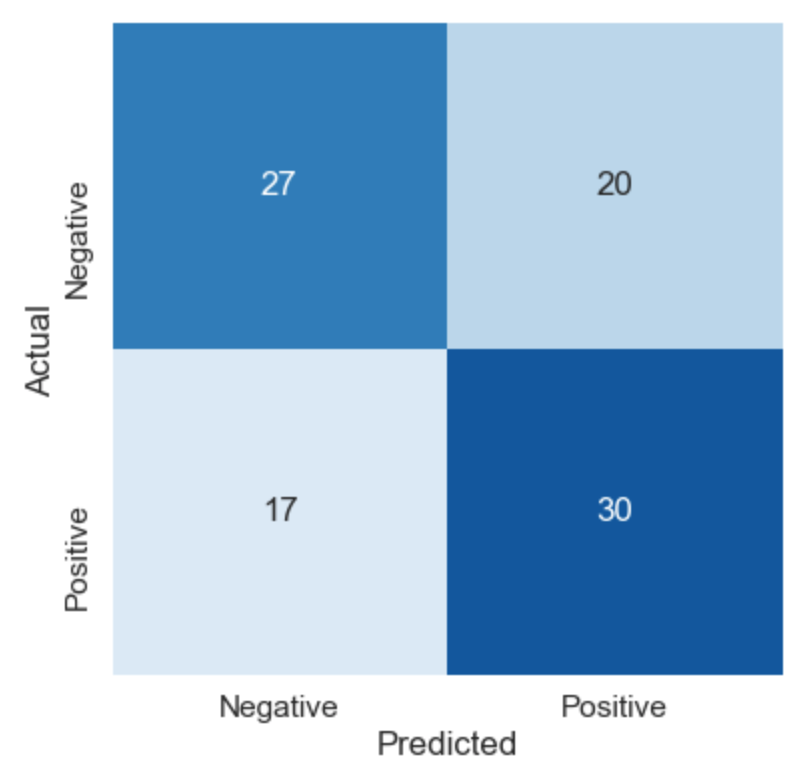 Actual
Negative
27
20
Positive
17
30
Negative
Positive
Predicted